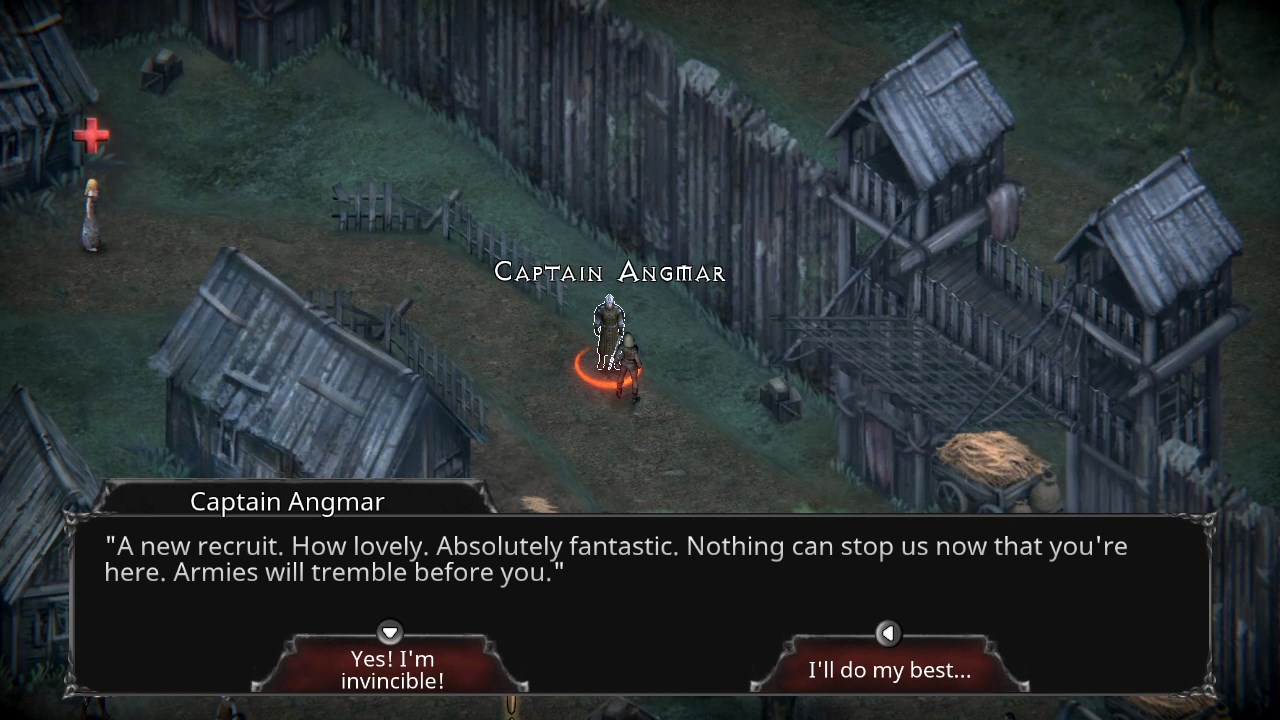 Captain Angmar
Captain Angmar
"A new recruit. How lovely. Absolutely fantastic. Nothing can stop us now that you're
here. Armies will tremble before you."
Yes! I'm
invincible!
I'll do my best...